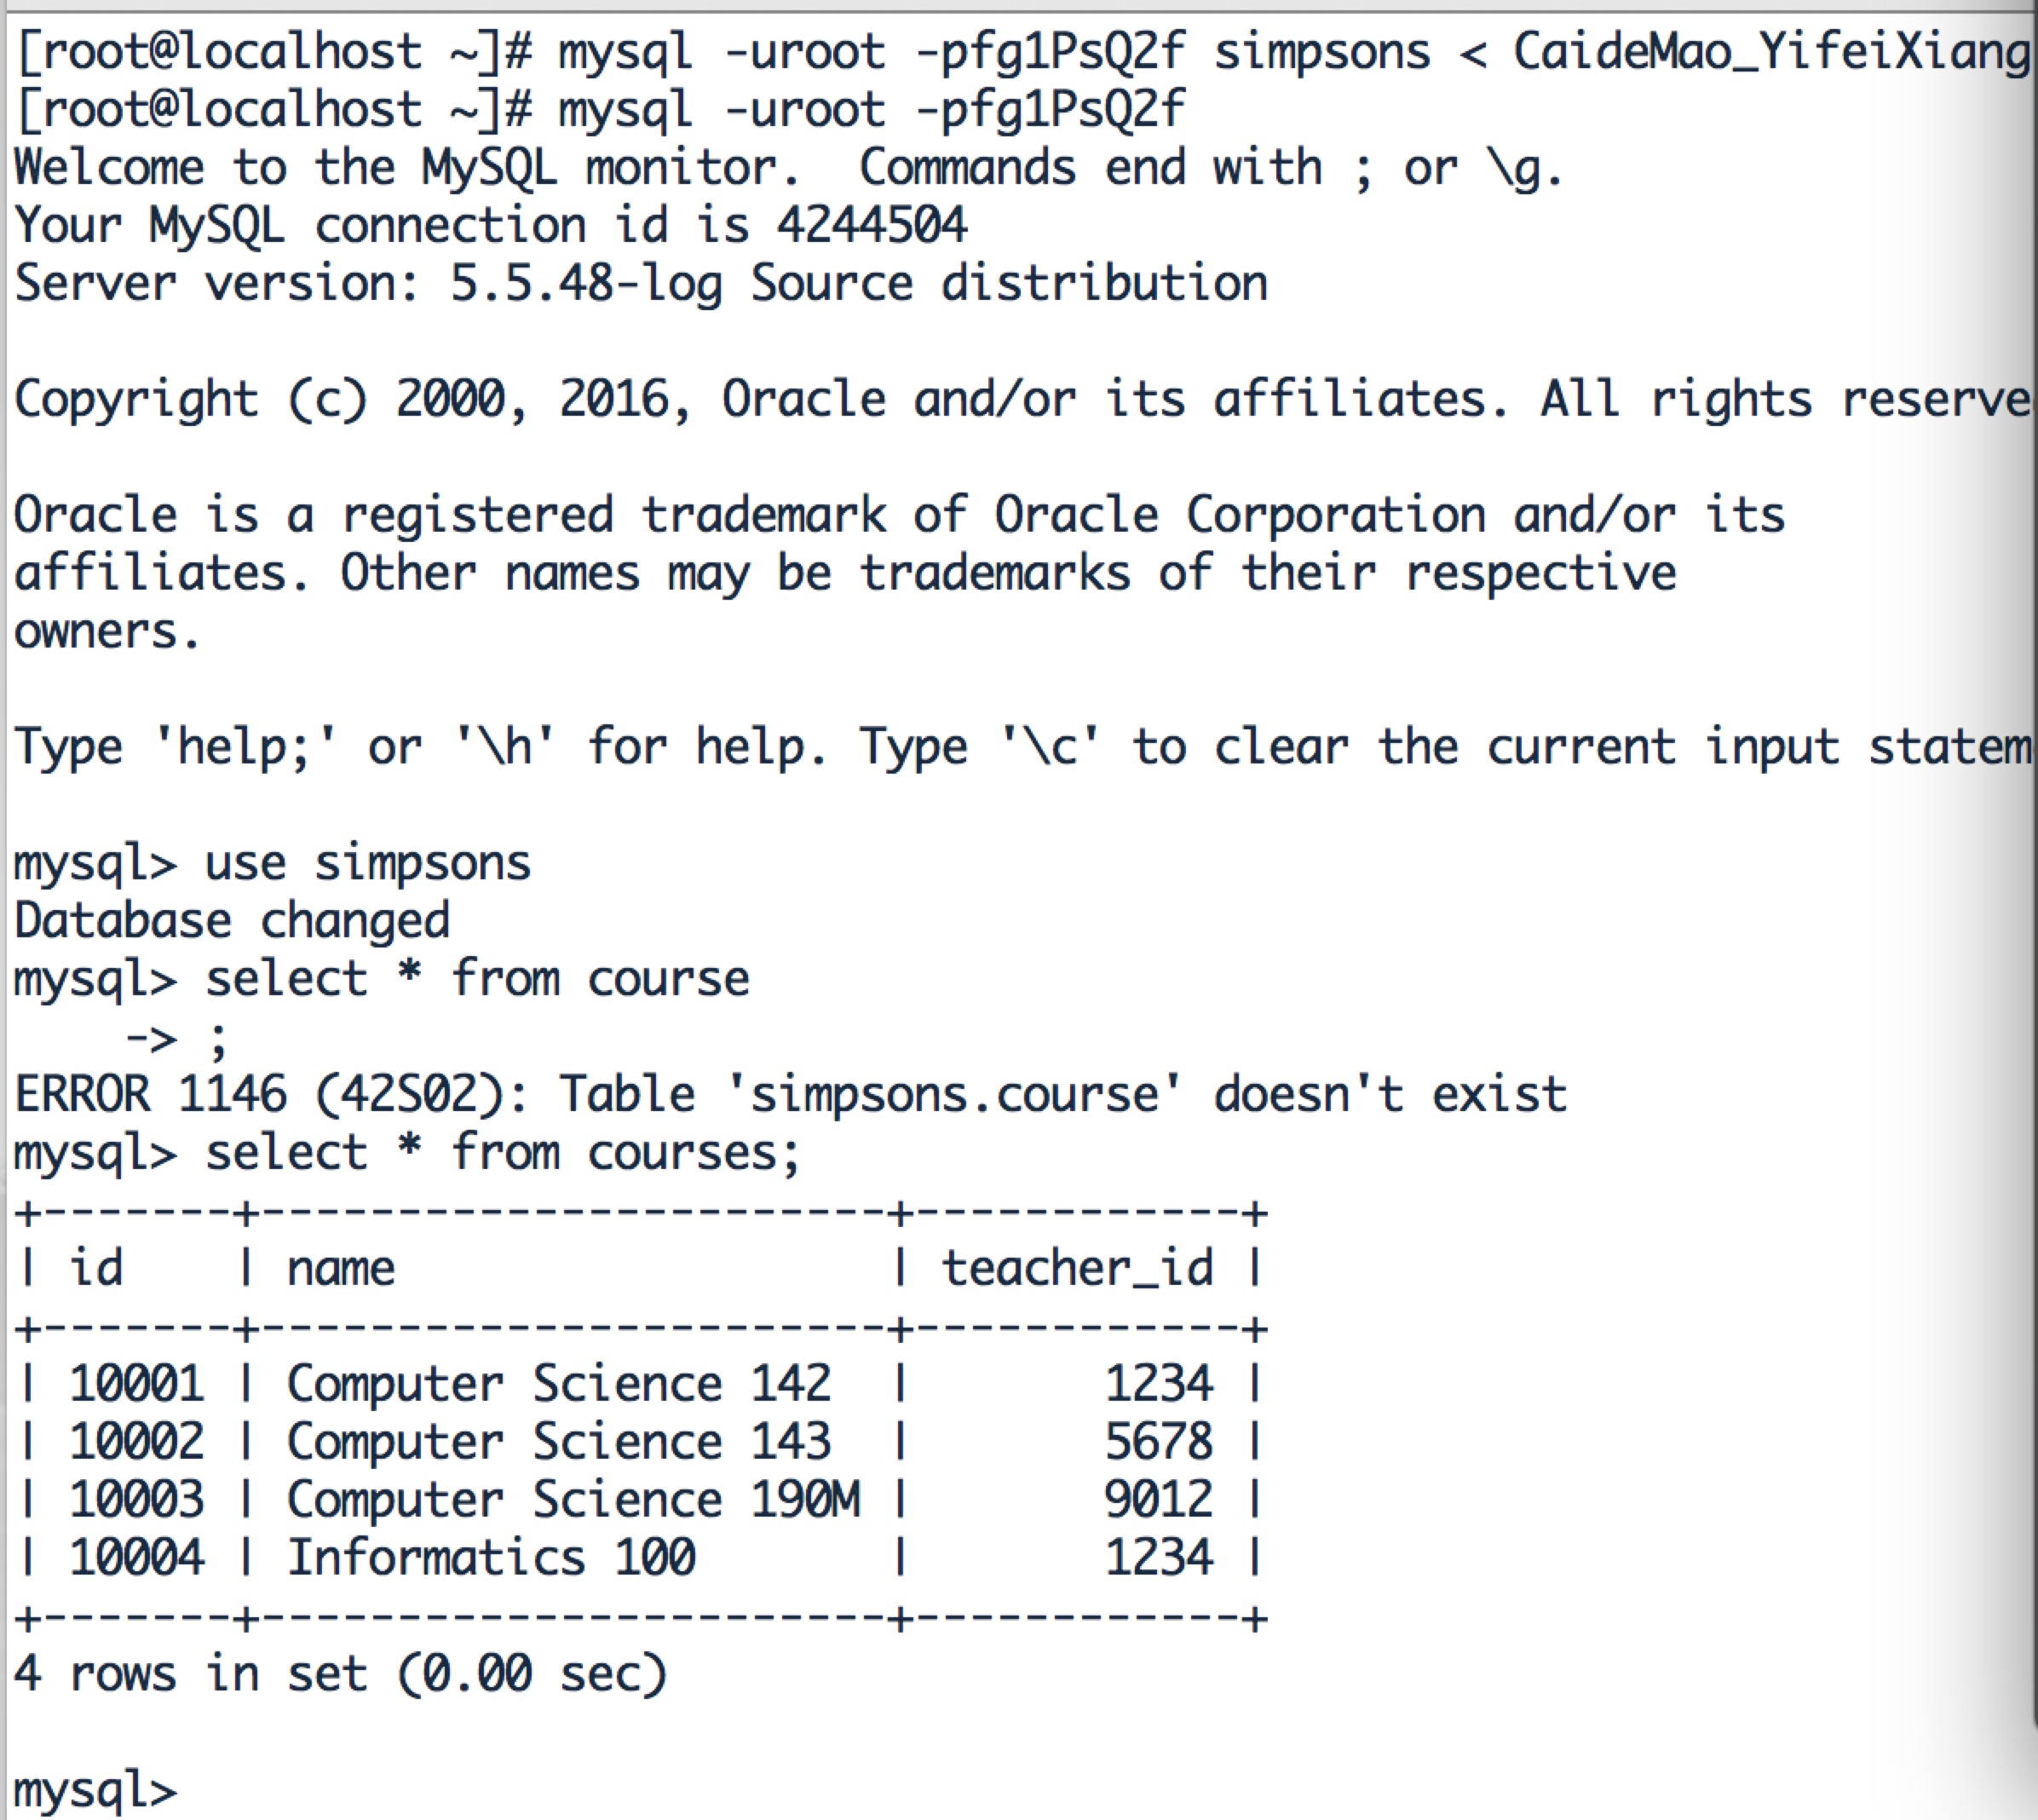 [root@localhost ~]# mysql -uroot -pfg1PsQ2f simpsons < CaideMao_YifeiXiang
[root@localhost ~]# mysql -uroot -pfg1PsQ2f
Welcome to the MySQL monitor.  Commands end with ; or \g.
Your MySQL connection id is 4244504
Server version: 5.5.48-log Source distribution
Copyright (c) 2000, 2016, Oracle and/or its affiliates. All rights reserve
Oracle is a registered trademark of Oracle Corporation and/or its
affiliates. Other names may be trademarks of their respective
owners.
Type 'help;' or '\h' for help. Type '\c' to clear the current input statem
mysql> use simpsons
Database changed
mysql> select * from course
    -> ;
ERROR 1146 (42S02): Table 'simpsons.course' doesn't exist
mysql> select * from courses;
+-------+-----------------------+------------+
| id    | name                  | teacher_id |
+-------+-----------------------+------------+
| 10001 | Computer Science 142  |       1234 |
| 10002 | Computer Science 143  |       5678 |
| 10003 | Computer Science 190M |       9012 |
| 10004 | Informatics 100       |       1234 |
+-------+-----------------------+------------+
4 rows in set (0.00 sec)
mysql>